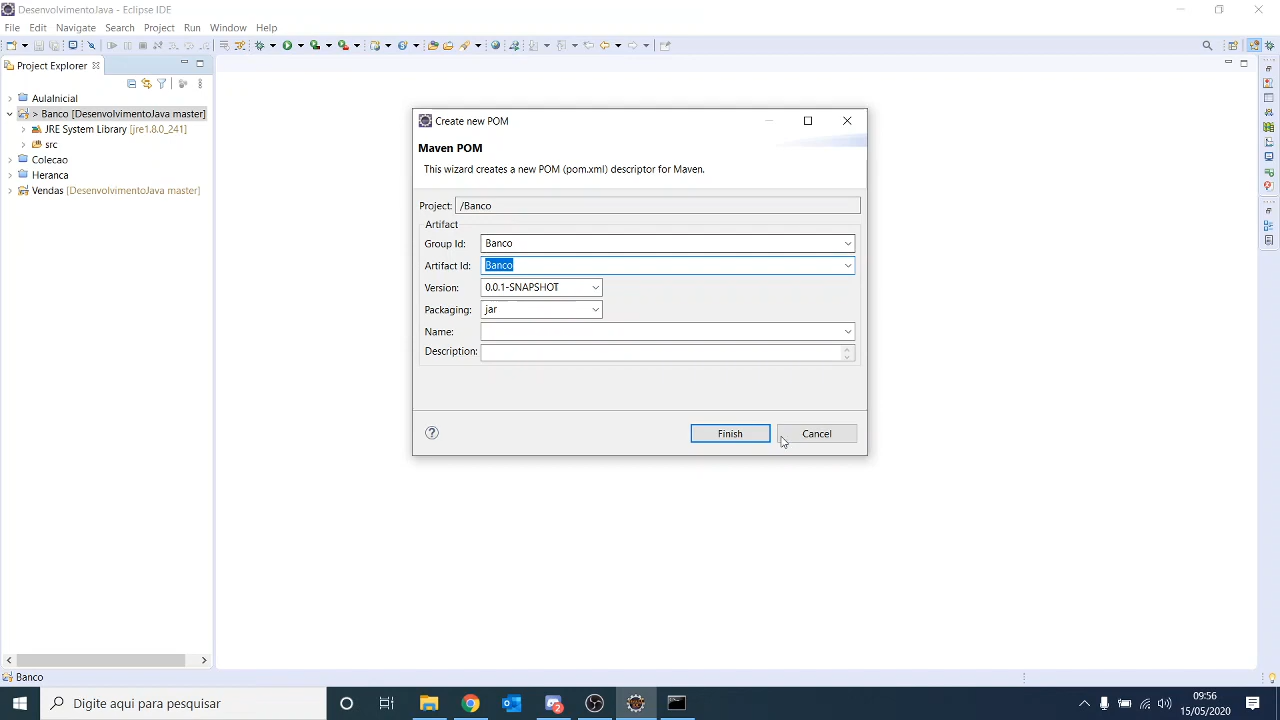 DesenvolvimentoJava - Eclipse IDE
File Edit Navigate Search Project Run Window Help
Project Explorer
AulaInicial
> Banco [DesenvolvimentoJava master]
JRE System Library [jre1.8.0_241]
src
Colecao
Heranca
Vendas [DesenvolvimentoJava master]
Create new POM
Maven POM
This wizard creates a new POM (pom.xml) descriptor for Maven.
Project: /Banco
Artifact
Group Id: Banco
Artifact Id: Banco
Version: 0.0.1-SNAPSHOT
Packaging: jar
Name:
Description:
Finish Cancel
Banco
Digite aqui para pesquisar
09:56
15/05/2020